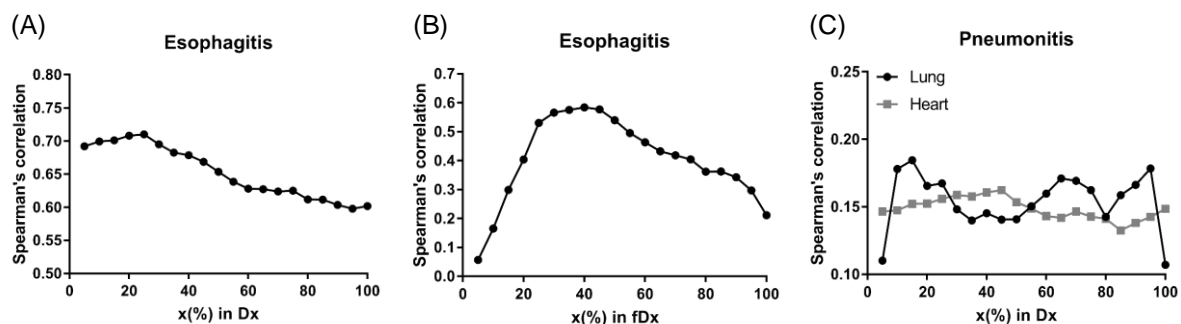 (A)
Esophagitis
Spearman's correlation
0.80
0.75
0.70
0.65
0.60
0.55
0.50
0 20 40 60 80 100
x(%) in Dx
(B)
Esophagitis
Spearman's correlation
0.7
0.6
0.5
0.4
0.3
0.2
0.1
0.0
0 20 40 60 80 100
x(%) in fDx
(C)
Pneumonitis
Lung
Heart
Spearman's correlation
0.25
0.20
0.15
0.10
0 20 40 60 80 100
x(%) in Dx